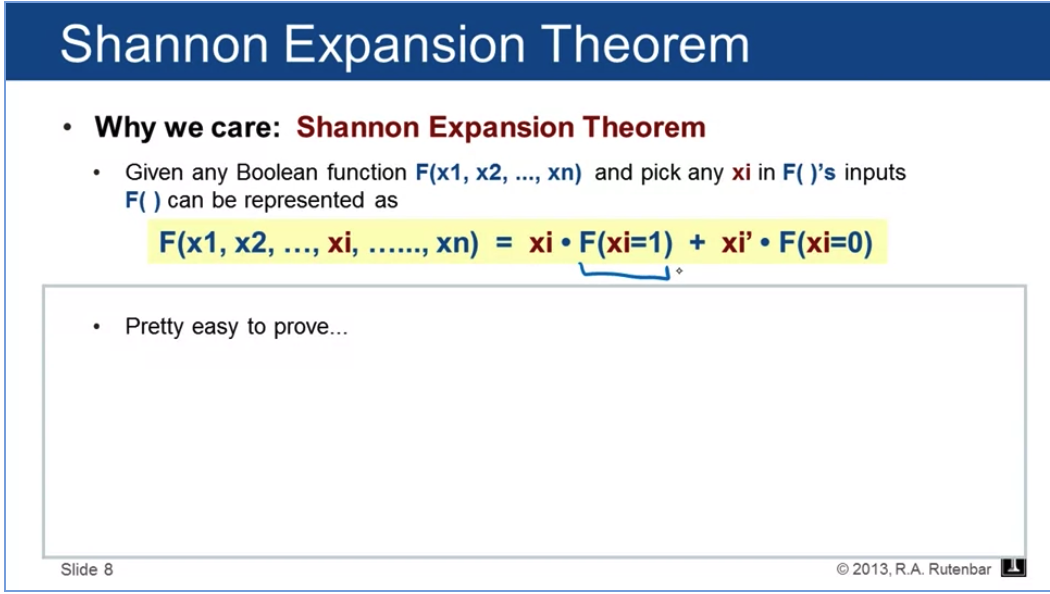 Shannon Expansion Theorem
• Why we care: Shannon Expansion Theorem
• Given any Boolean function F(x1, x2, ..., xn) and pick any xi in F( )'s inputs
F( ) can be represented as
F(x1, x2, …, xi, …..., xn) = xi • F(xi=1) + xi’ • F(xi=0)
• Pretty easy to prove...
Slide 8
© 2013, R.A. Rutenbar